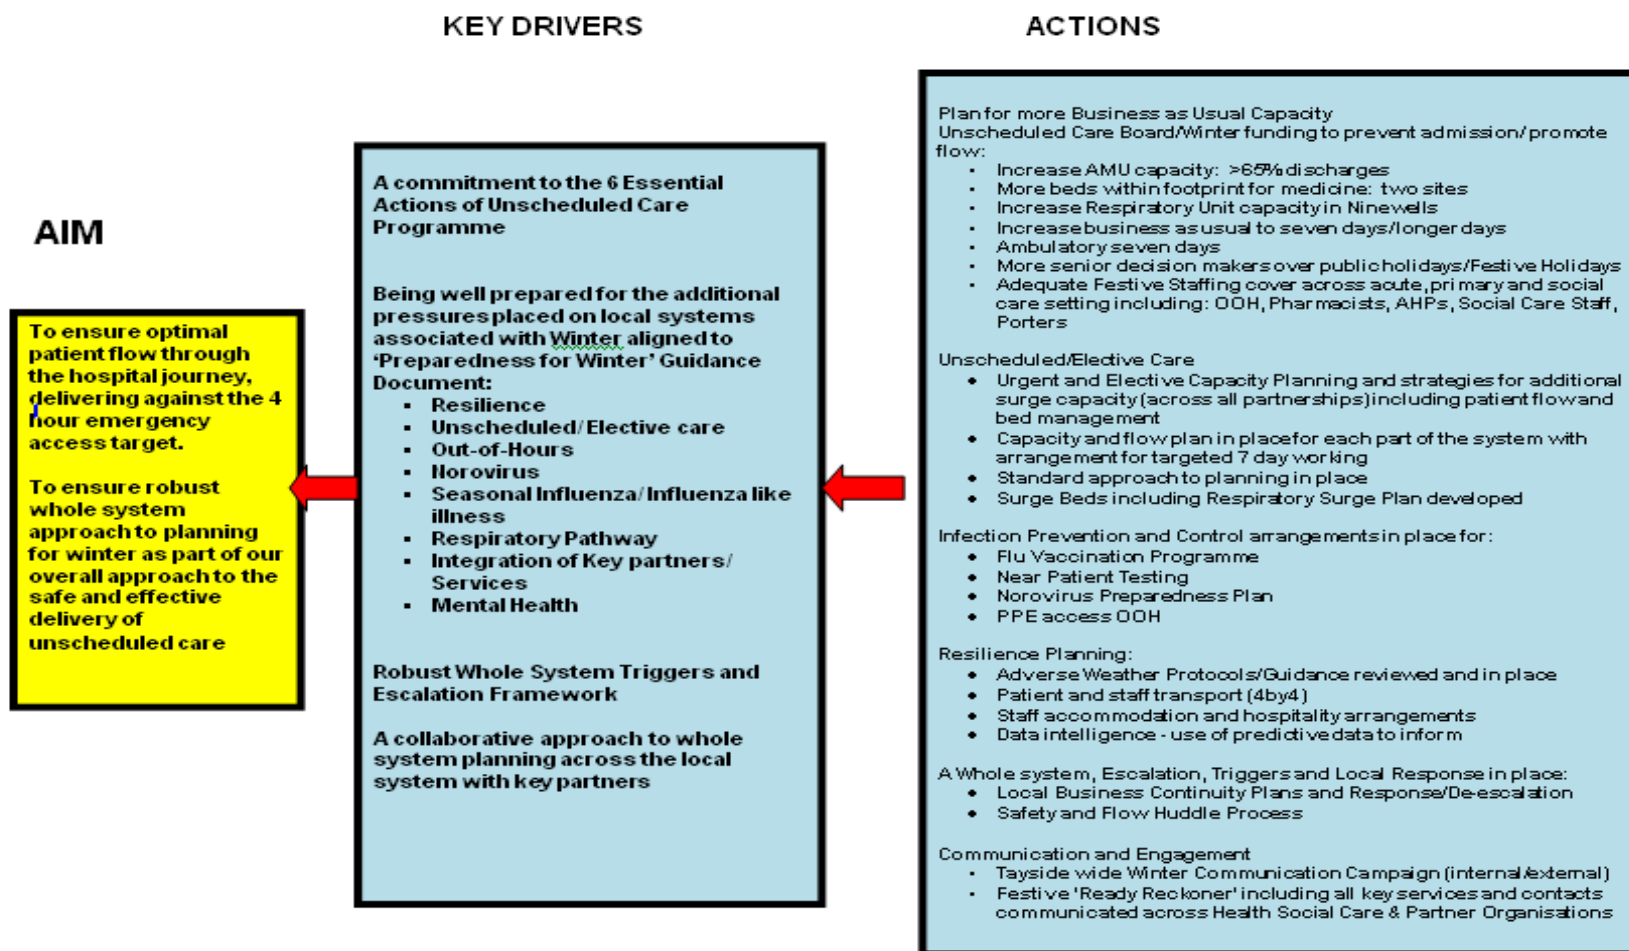 KEY DRIVERS
ACTIONS
AIM
To ensure optimal
patient flow through
the hospital journey,
delivering against the 4
hour emergency
access target.
To ensure robust
whole system
approach to planning
for winter as part of our
overall approach to the
safe and effective
delivery of
unscheduled care
A commitment to the 6 Essential
Actions of Unscheduled Care
Programme
Being well prepared for the additional
pressures placed on local systems
associated with Winter aligned to
‘Preparedness for Winter’ Guidance
Document:
▪ Resilience
▪ Unscheduled/Elective care
▪ Out-of-Hours
▪ Norovirus
▪ Seasonal Influenza/Influenza like
illness
▪ Respiratory Pathway
▪ Integration of Key partners/
Services
▪ Mental Health
Robust Whole System Triggers and
Escalation Framework
A collaborative approach to whole
system planning across the local
system with key partners
Plan for more Business as Usual Capacity
Unscheduled Care Board/Winter funding to prevent admission/promote
flow:
• Increase AMU capacity: >65% discharges
• More beds within footprint for medicine: two sites
• Increase Respiratory Unit capacity in Ninewells
• Increase business as usual to seven days/longer days
• Ambulatory seven days
• More senior decision makers over public holidays/Festive Holidays
• Adequate Festive Staffing cover across acute, primary and social
care setting including: OOH, Pharmacists, AHPs, Social Care Staff,
Porters
Unscheduled/Elective Care
• Urgent and Elective Capacity Planning and strategies for additional
surge capacity (across all partnerships) including patient flow and
bed management
• Capacity and flow plan in place for each part of the system with
arrangement for targeted 7 day working
• Standard approach to planning in place
• Surge Beds including Respiratory Surge Plan developed
Infection Prevention and Control arrangements in place for:
• Flu Vaccination Programme
• Near Patient Testing
• Norovirus Preparedness Plan
• PPE access OOH
Resilience Planning:
• Adverse Weather Protocols/Guidance reviewed and in place
• Patient and staff transport (4by4)
• Staff accommodation and hospitality arrangements
• Data intelligence - use of predictive data to inform
A Whole system, Escalation, Triggers and Local Response in place:
• Local Business Continuity Plans and Response/De-escalation
• Safety and Flow Huddle Process
Communication and Engagement
• Tayside wide Winter Communication Campaign (internal/external)
• Festive 'Ready Reckoner' including all key services and contacts
communicated across Health Social Care & Partner Organisations